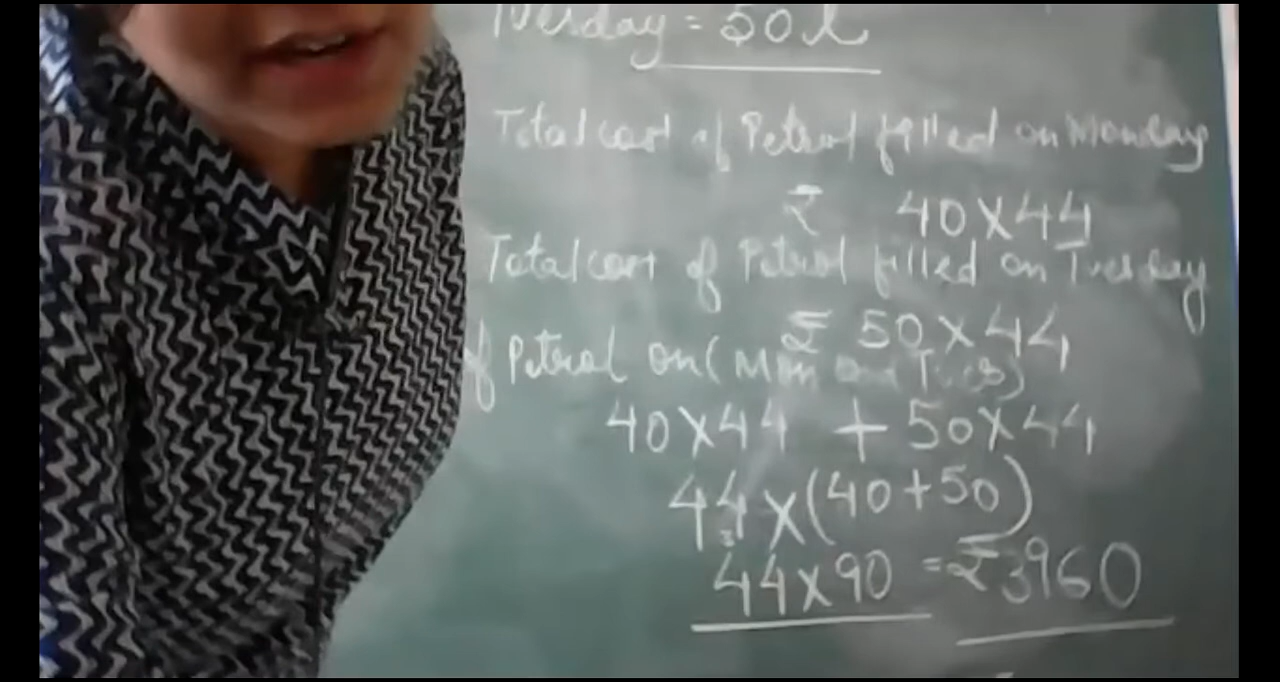 Tuesday = 50 l
Total cost of Petrol filled on Monday
₹ 40×44
Total cost of Petrol filled on Tuesday
₹ 50×44
of Petrol on (Mon and Tues)
40×44 + 50×44
44×(40+50)
44×90 = ₹3960